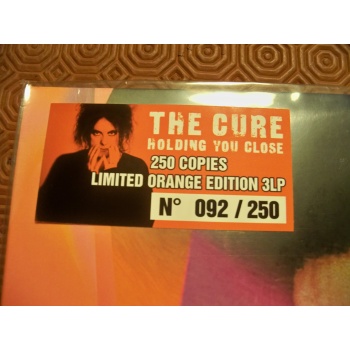 THE CURE
HOLDING YOU CLOSE
250 COPIES
LIMITED ORANGE EDITION 3LP
N° 092 / 250